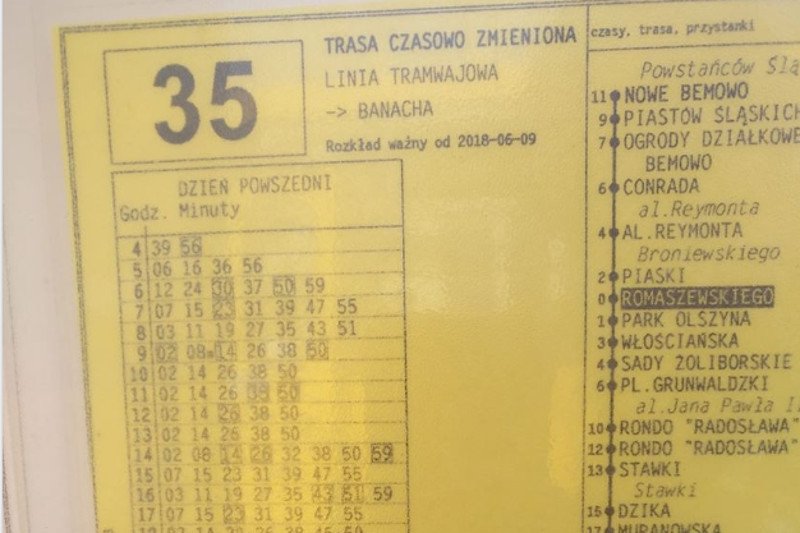 35
TRASA CZASOWO ZMIENIONA
LINIA TRAMWAJOWA
-> BANACHA
Rozkład ważny od 2018-06-09
DZIEŃ POWSZEDNI
Godz. Minuty
4 39 56
5 06 16 36 56
6 12 24 30 37 50 59
7 07 15 23 31 39 47 55
8 03 11 19 27 35 43 51
9 02 08 14 26 38 50
10 02 14 26 38 50
11 02 14 26 38 50
12 02 14 26 38 50
13 02 14 26 38 50
14 02 08 14 26 32 38 50 59
15 07 15 23 31 39 47 55
16 03 11 19 27 35 43 51 59
17 07 15 23 31 39 47 55
czasy, trasa, przystanki
Powstańców Ślą
11 NOWE BEMOWO
9 PIASTÓW ŚLĄSKICH
7 OGRODY DZIAŁKOWE
BEMOWO
6 CONRADA
al.Reymonta
4 AL.REYMONTA
Broniewskiego
2 PIASKI
0 ROMASZEWSKIEGO
1 PARK OLSZYNA
3 WŁOŚCIAŃSKA
4 SADY ŻOLIBORSKIE
6 PL.GRUNWALDZKI
al.Jana Pawła II
10 RONDO "RADOSŁAWA"
12 RONDO "RADOSŁAWA"
13 STAWKI
Stawki
15 DZIKA
17 MURANOWSKA